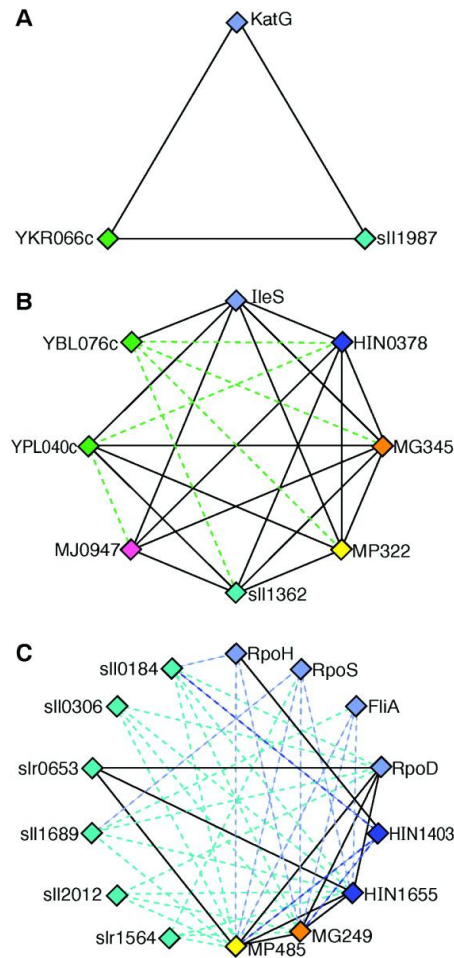 A
KatG
YKR066c
sll1987
B
IleS
YBL076c
HIN0378
YPL040c
MG345
MJ0947
MP322
sll1362
C
RpoH
sll0184
RpoS
sll0306
FliA
slr0653
RpoD
sll1689
HIN1403
sll2012
HIN1655
slr1564
MG249
MP485